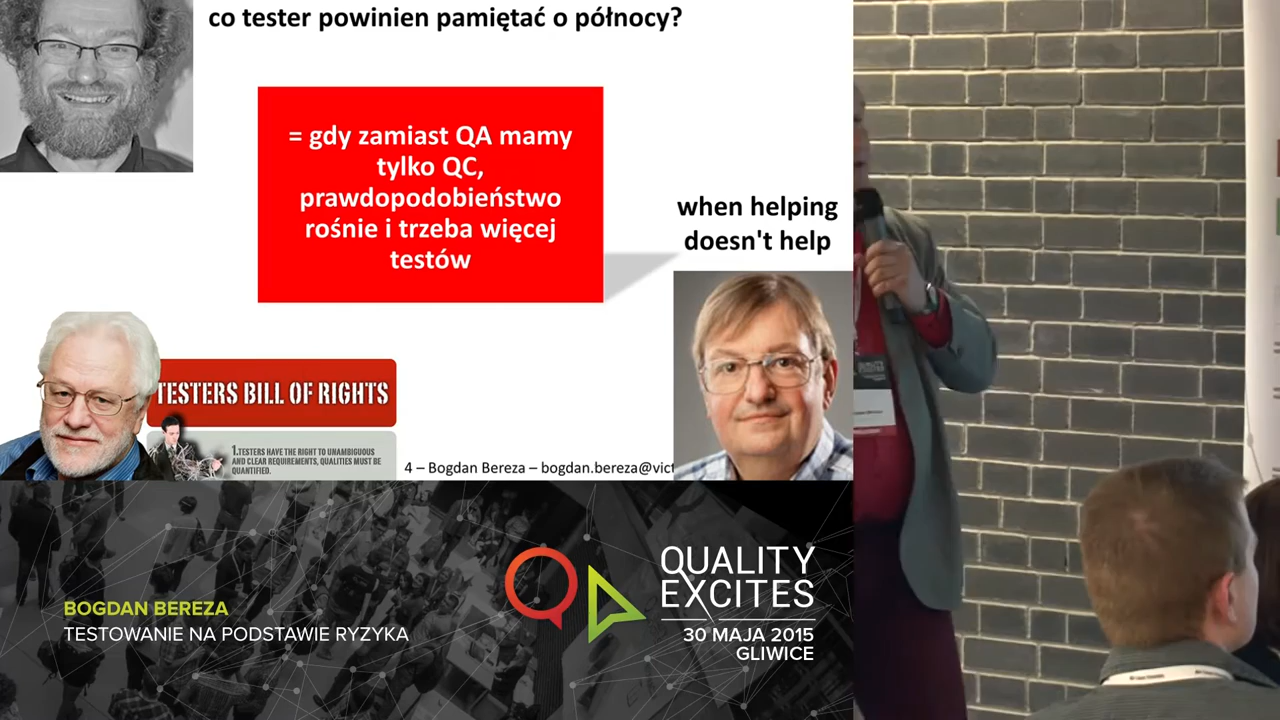 co tester powinien pamiętać o północy?
= gdy zamiast QA mamy
tylko QC,
prawdopodobieństwo
rośnie i trzeba więcej
testów
when helping
doesn't help
TESTERS BILL OF RIGHTS
1.TESTERS HAVE THE RIGHT TO UNAMBIGUOUS
AND CLEAR REQUIREMENTS, QUALITIES MUST BE
QUANTIFIED.
4 – Bogdan Bereza – bogdan.bereza@vict
BOGDAN BEREZA
TESTOWANIE NA PODSTAWIE RYZYKA
QUALITY
EXCITES
30 MAJA 2015
GLIWICE
QUALITY
EXCITES